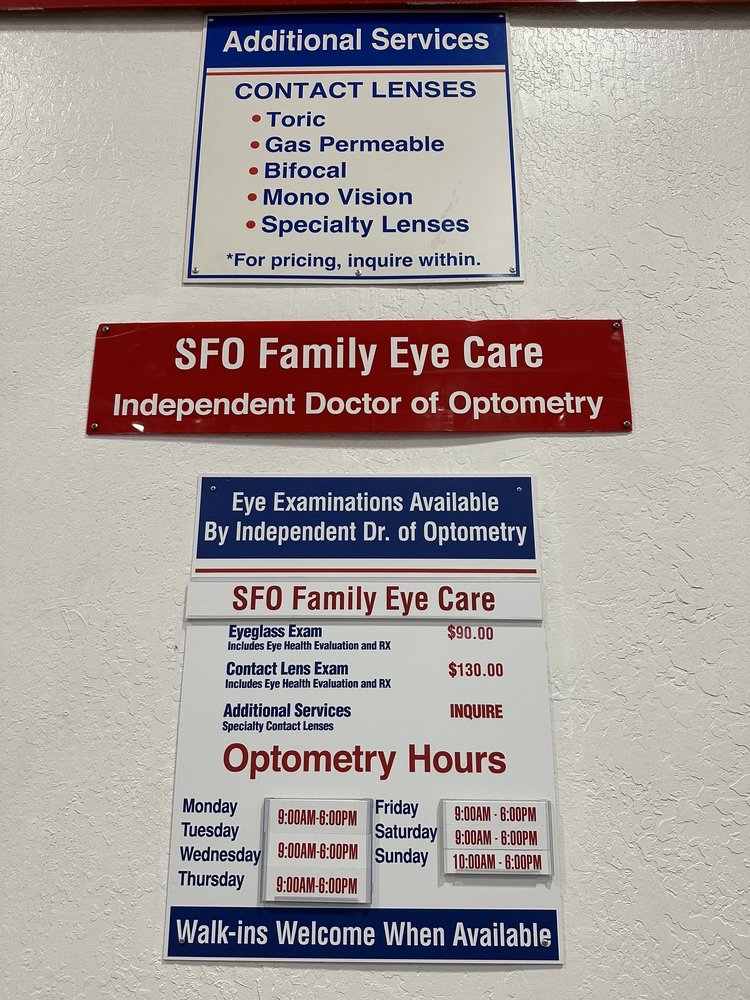 Additional Services
CONTACT LENSES
• Toric
• Gas Permeable
• Bifocal
• Mono Vision
• Specialty Lenses
*For pricing, inquire within.
SFO Family Eye Care
Independent Doctor of Optometry
Eye Examinations Available
By Independent Dr. of Optometry
SFO Family Eye Care
Eyeglass Exam $90.00
Includes Eye Health Evaluation and RX
Contact Lens Exam $130.00
Includes Eye Health Evaluation and RX
Additional Services INQUIRE
Specialty Contact Lenses
Optometry Hours
Monday
Tuesday
Wednesday
Thursday
9:00AM-6:00PM
9:00AM-6:00PM
9:00AM-6:00PM
Friday 9:00AM - 6:00PM
Saturday 9:00AM - 6:00PM
Sunday 10:00AM - 6:00PM
Walk-ins Welcome When Available